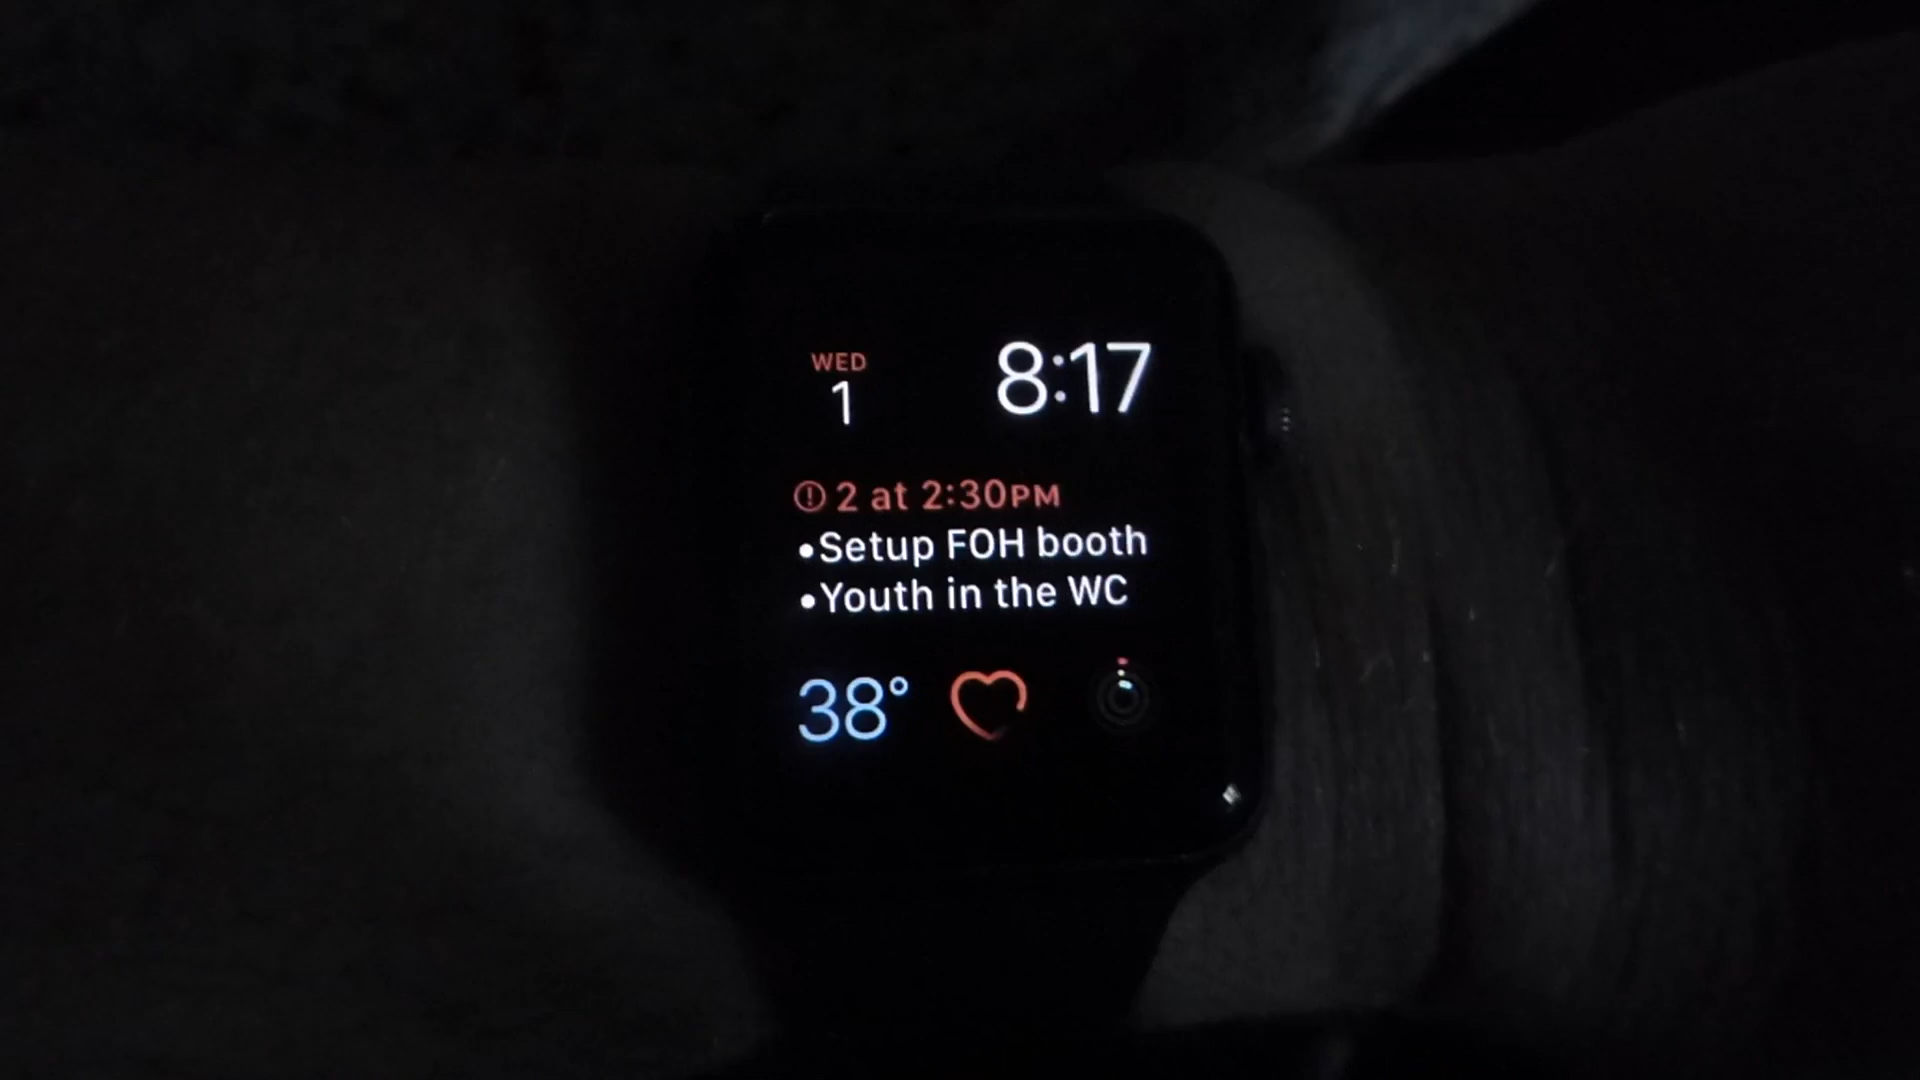 WED
1
8:17
2 at 2:30PM
•Setup FOH booth
•Youth in the WC
38°